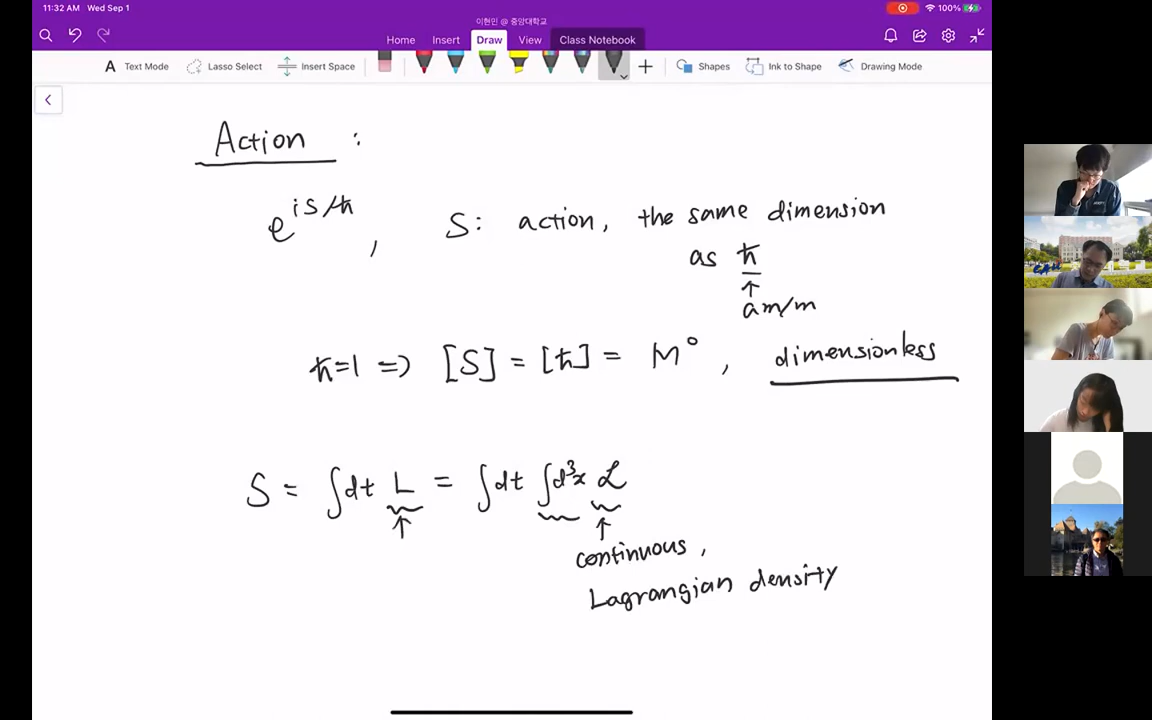 11:32 AM Wed Sep 1
100%
이현민 @ 중앙대학교
Home Insert Draw View Class Notebook
Text Mode Lasso Select Insert Space Shapes Ink to Shape Drawing Mode
Action :
e^{iS/ħ} , S: action, the same dimension
as ħ
↑
am/m
ħ=1 => [S] = [ħ] = M⁰ , dimensionless
S = ∫dt L = ∫dt ∫d³x ℒ
↑ ↑
continuous ,
Lagrangian density